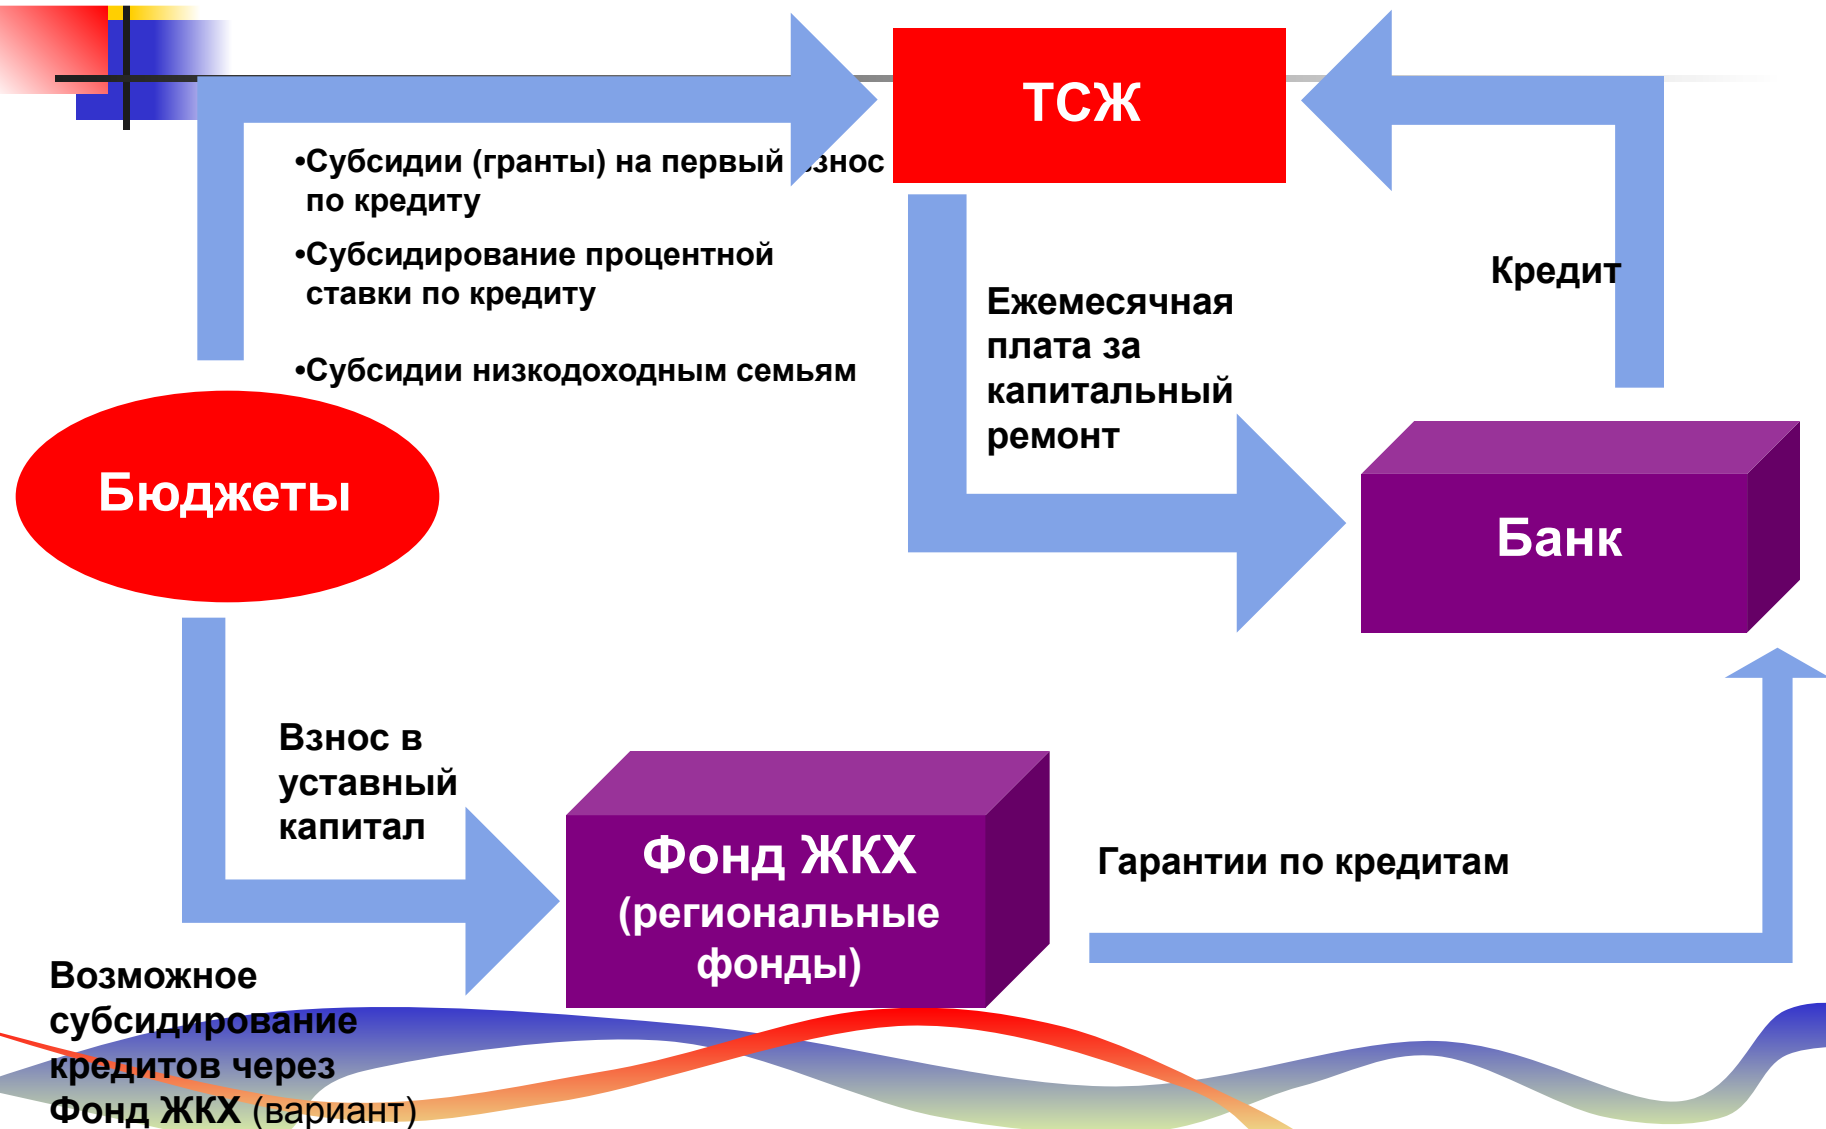 ТСЖ
•Субсидии (гранты) на первый взнос
по кредиту
•Субсидирование процентной
ставки по кредиту
•Субсидии низкодоходным семьям
Кредит
Ежемесячная
плата за
капитальный
ремонт
Бюджеты
Банк
Взнос в
уставный
капитал
Фонд ЖКХ
(региональные
фонды)
Гарантии по кредитам
Возможное
субсидирование
кредитов через
Фонд ЖКХ (вариант)